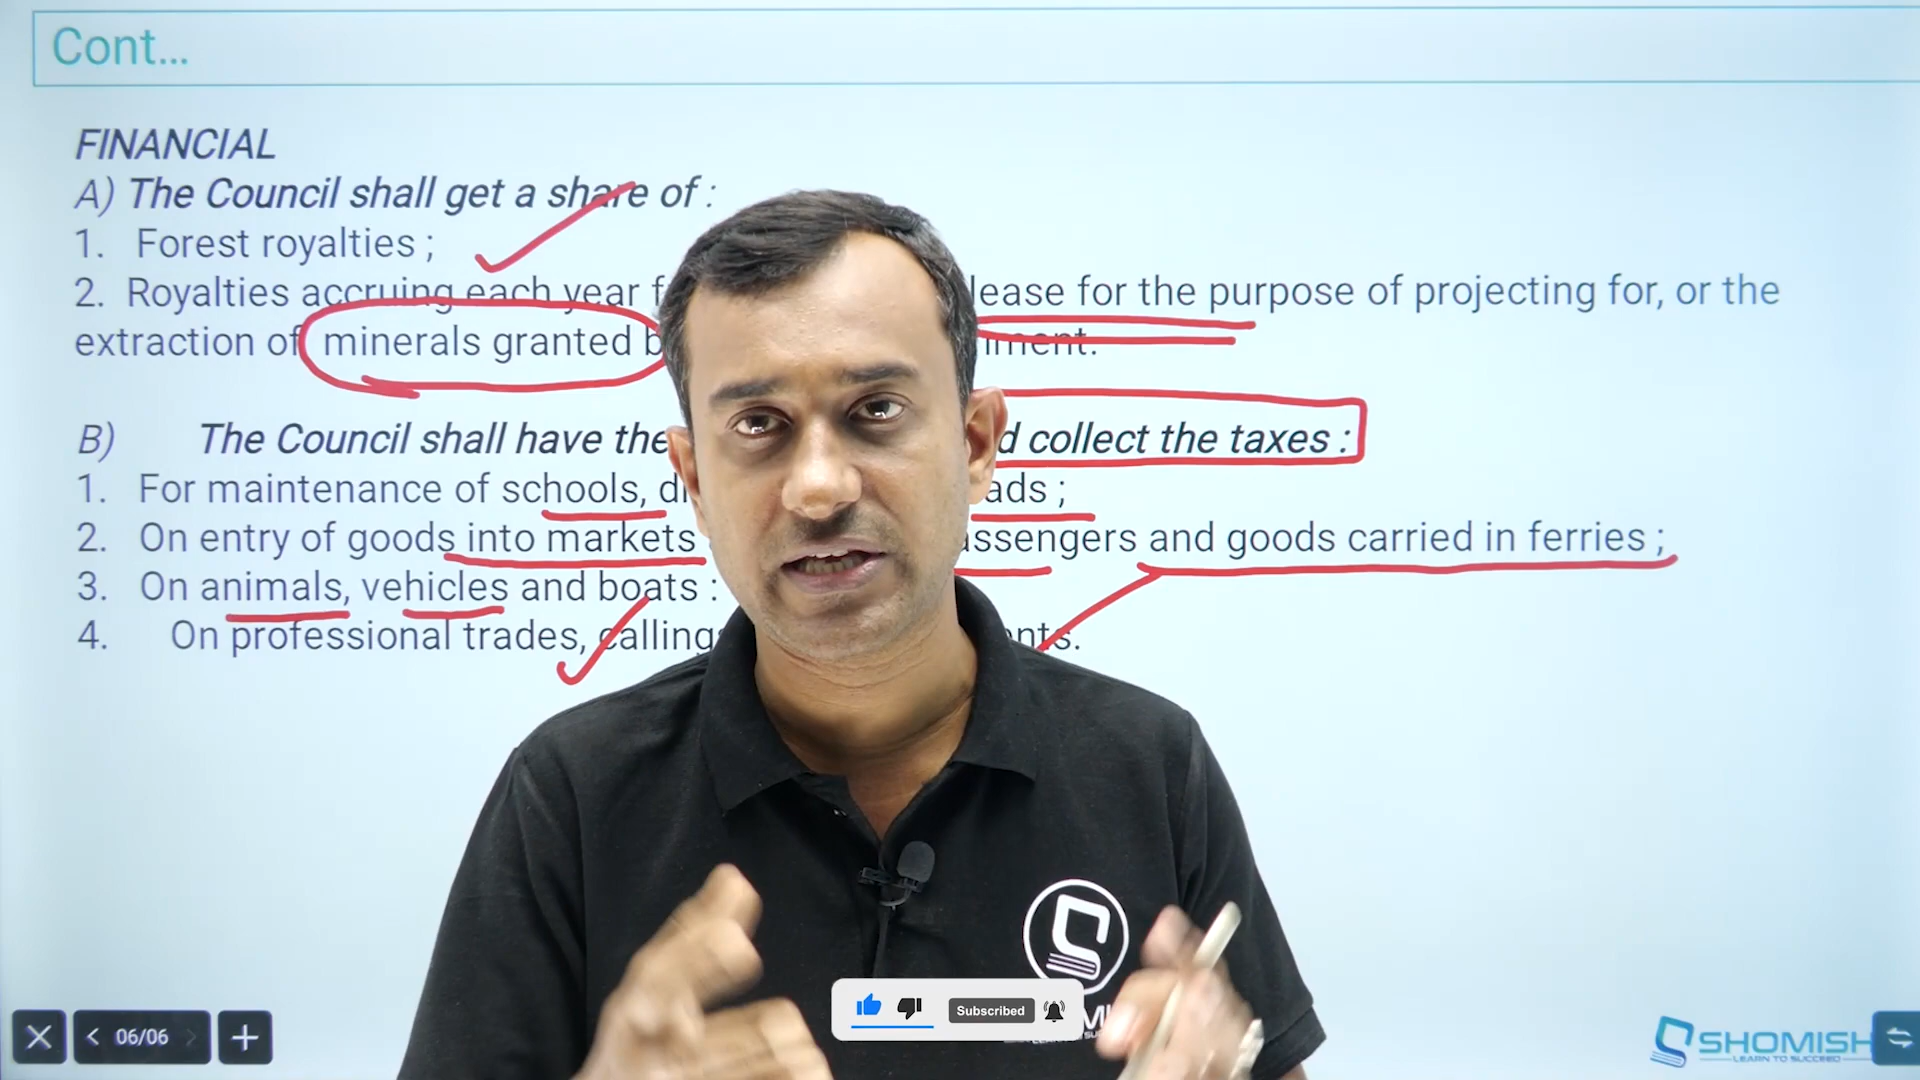 Cont...
FINANCIAL
A) The Council shall get a share of :
1. Forest royalties ;
2. Royalties accruing each year lease for the purpose of projecting for, or the
extraction of minerals granted
B) The Council shall have the collect the taxes :
1. For maintenance of schools,
2. On entry of goods into markets and goods carried in ferries ;
3. On animals, vehicles and boats :
4. On professional trades,
Subscribed
06/06
SHOMISH
LEARN TO SUCCEED